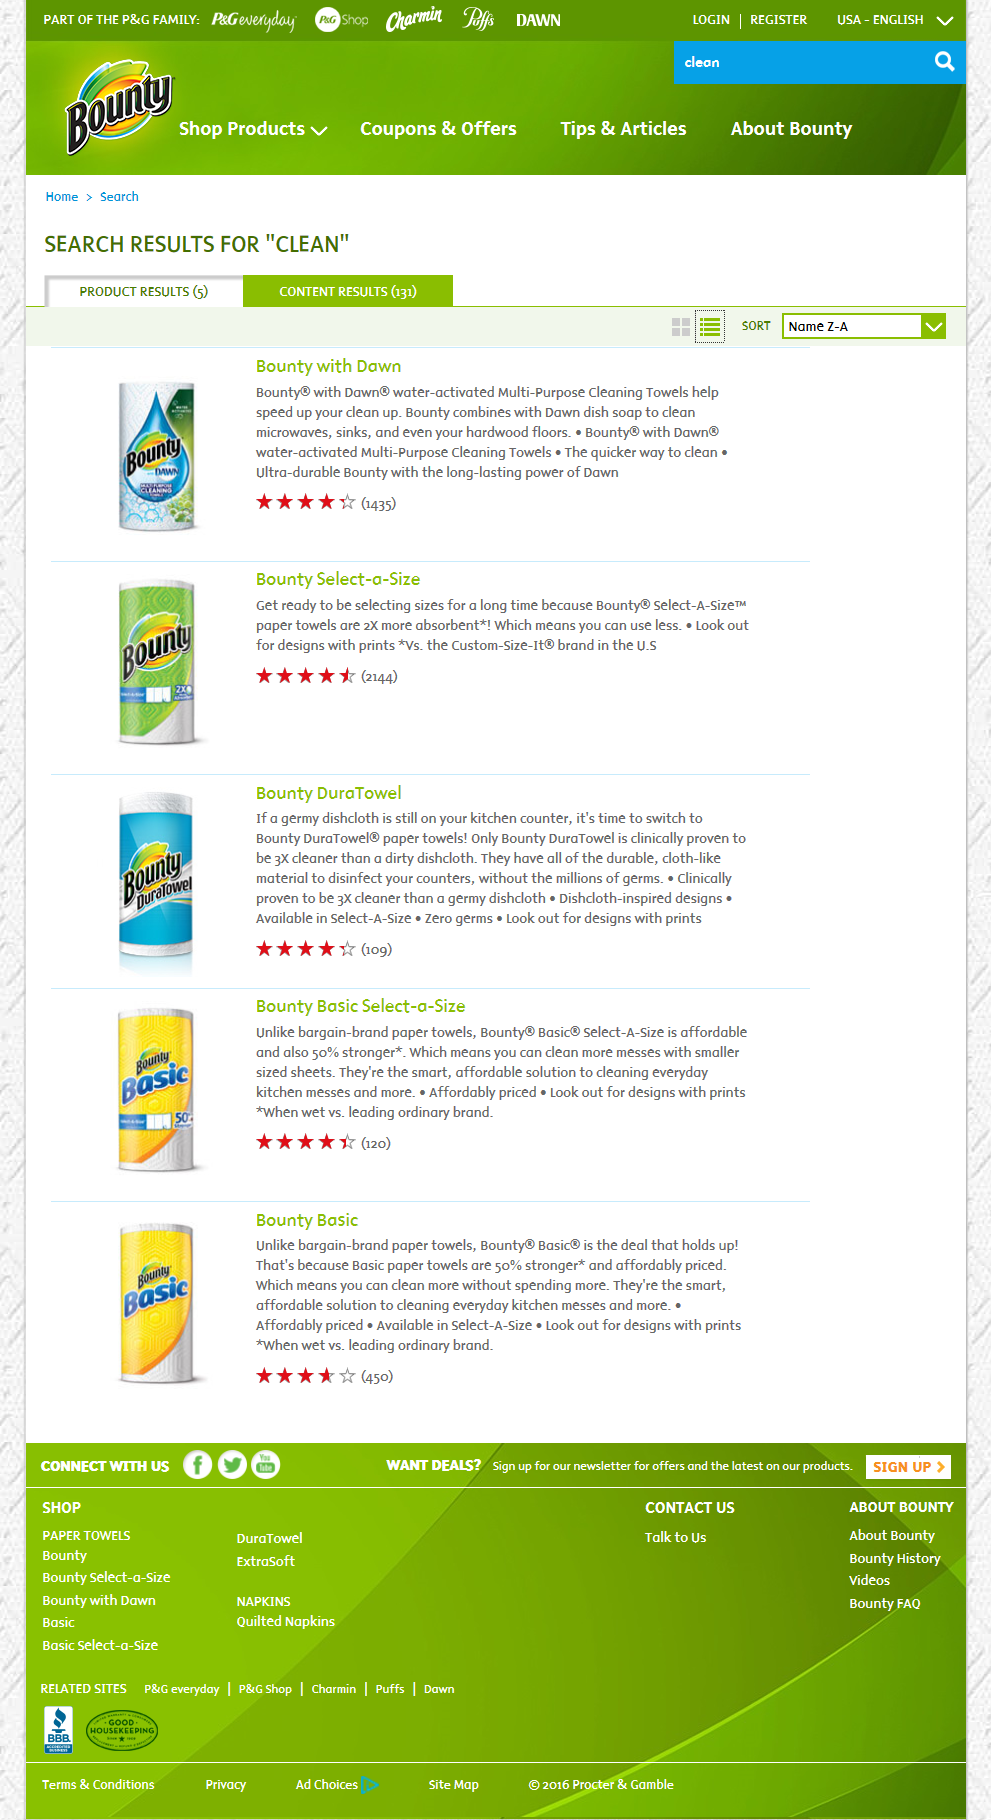 PART OF THE P&G FAMILY: P&G everyday P&G Shop Charmin Puffs DAWN LOGIN | REGISTER USA - ENGLISH
clean
Bounty
Shop Products Coupons & Offers Tips & Articles About Bounty
Home > Search
SEARCH RESULTS FOR "CLEAN"
PRODUCT RESULTS (5) CONTENT RESULTS (131)
SORT Name Z-A
Bounty with Dawn
Bounty® with Dawn® water-activated Multi-Purpose Cleaning Towels help
speed up your clean up. Bounty combines with Dawn dish soap to clean
microwaves, sinks, and even your hardwood floors. • Bounty® with Dawn®
water-activated Multi-Purpose Cleaning Towels • The quicker way to clean •
Ultra-durable Bounty with the long-lasting power of Dawn
(1435)
Bounty
DAWN
MULTI-PURPOSE
CLEANING
Bounty Select-a-Size
Get ready to be selecting sizes for a long time because Bounty® Select-A-Size™
paper towels are 2X more absorbent*! Which means you can use less. • Look out
for designs with prints *Vs. the Custom-Size-It® brand in the U.S
(2144)
Bounty
2X
Bounty DuraTowel
If a germy dishcloth is still on your kitchen counter, it's time to switch to
Bounty DuraTowel® paper towels! Only Bounty DuraTowel is clinically proven to
be 3X cleaner than a dirty dishcloth. They have all of the durable, cloth-like
material to disinfect your counters, without the millions of germs. • Clinically
proven to be 3X cleaner than a germy dishcloth • Dishcloth-inspired designs •
Available in Select-A-Size • Zero germs • Look out for designs with prints
(109)
Bounty
DuraTowel
Bounty Basic Select-a-Size
Unlike bargain-brand paper towels, Bounty® Basic® Select-A-Size is affordable
and also 50% stronger*. Which means you can clean more messes with smaller
sized sheets. They're the smart, affordable solution to cleaning everyday
kitchen messes and more. • Affordably priced • Look out for designs with prints
*When wet vs. leading ordinary brand.
(120)
Bounty
Basic
Bounty Basic
Unlike bargain-brand paper towels, Bounty® Basic® is the deal that holds up!
That's because Basic paper towels are 50% stronger* and affordably priced.
Which means you can clean more without spending more. They're the smart,
affordable solution to cleaning everyday kitchen messes and more. •
Affordably priced • Available in Select-A-Size • Look out for designs with prints
*When wet vs. leading ordinary brand.
(450)
Bounty
Basic
CONNECT WITH US You Tube WANT DEALS? Sign up for our newsletter for offers and the latest on our products. SIGN UP >
SHOP CONTACT US ABOUT BOUNTY
PAPER TOWELS DuraTowel Talk to Us About Bounty
Bounty ExtraSoft Bounty History
Bounty Select-a-Size Videos
Bounty with Dawn NAPKINS Bounty FAQ
Basic Quilted Napkins
Basic Select-a-Size
RELATED SITES P&G everyday | P&G Shop | Charmin | Puffs | Dawn
BBB.
ACCREDITED
BUSINESS
GOOD
HOUSEKEEPING
Terms & Conditions Privacy Ad Choices Site Map © 2016 Procter & Gamble